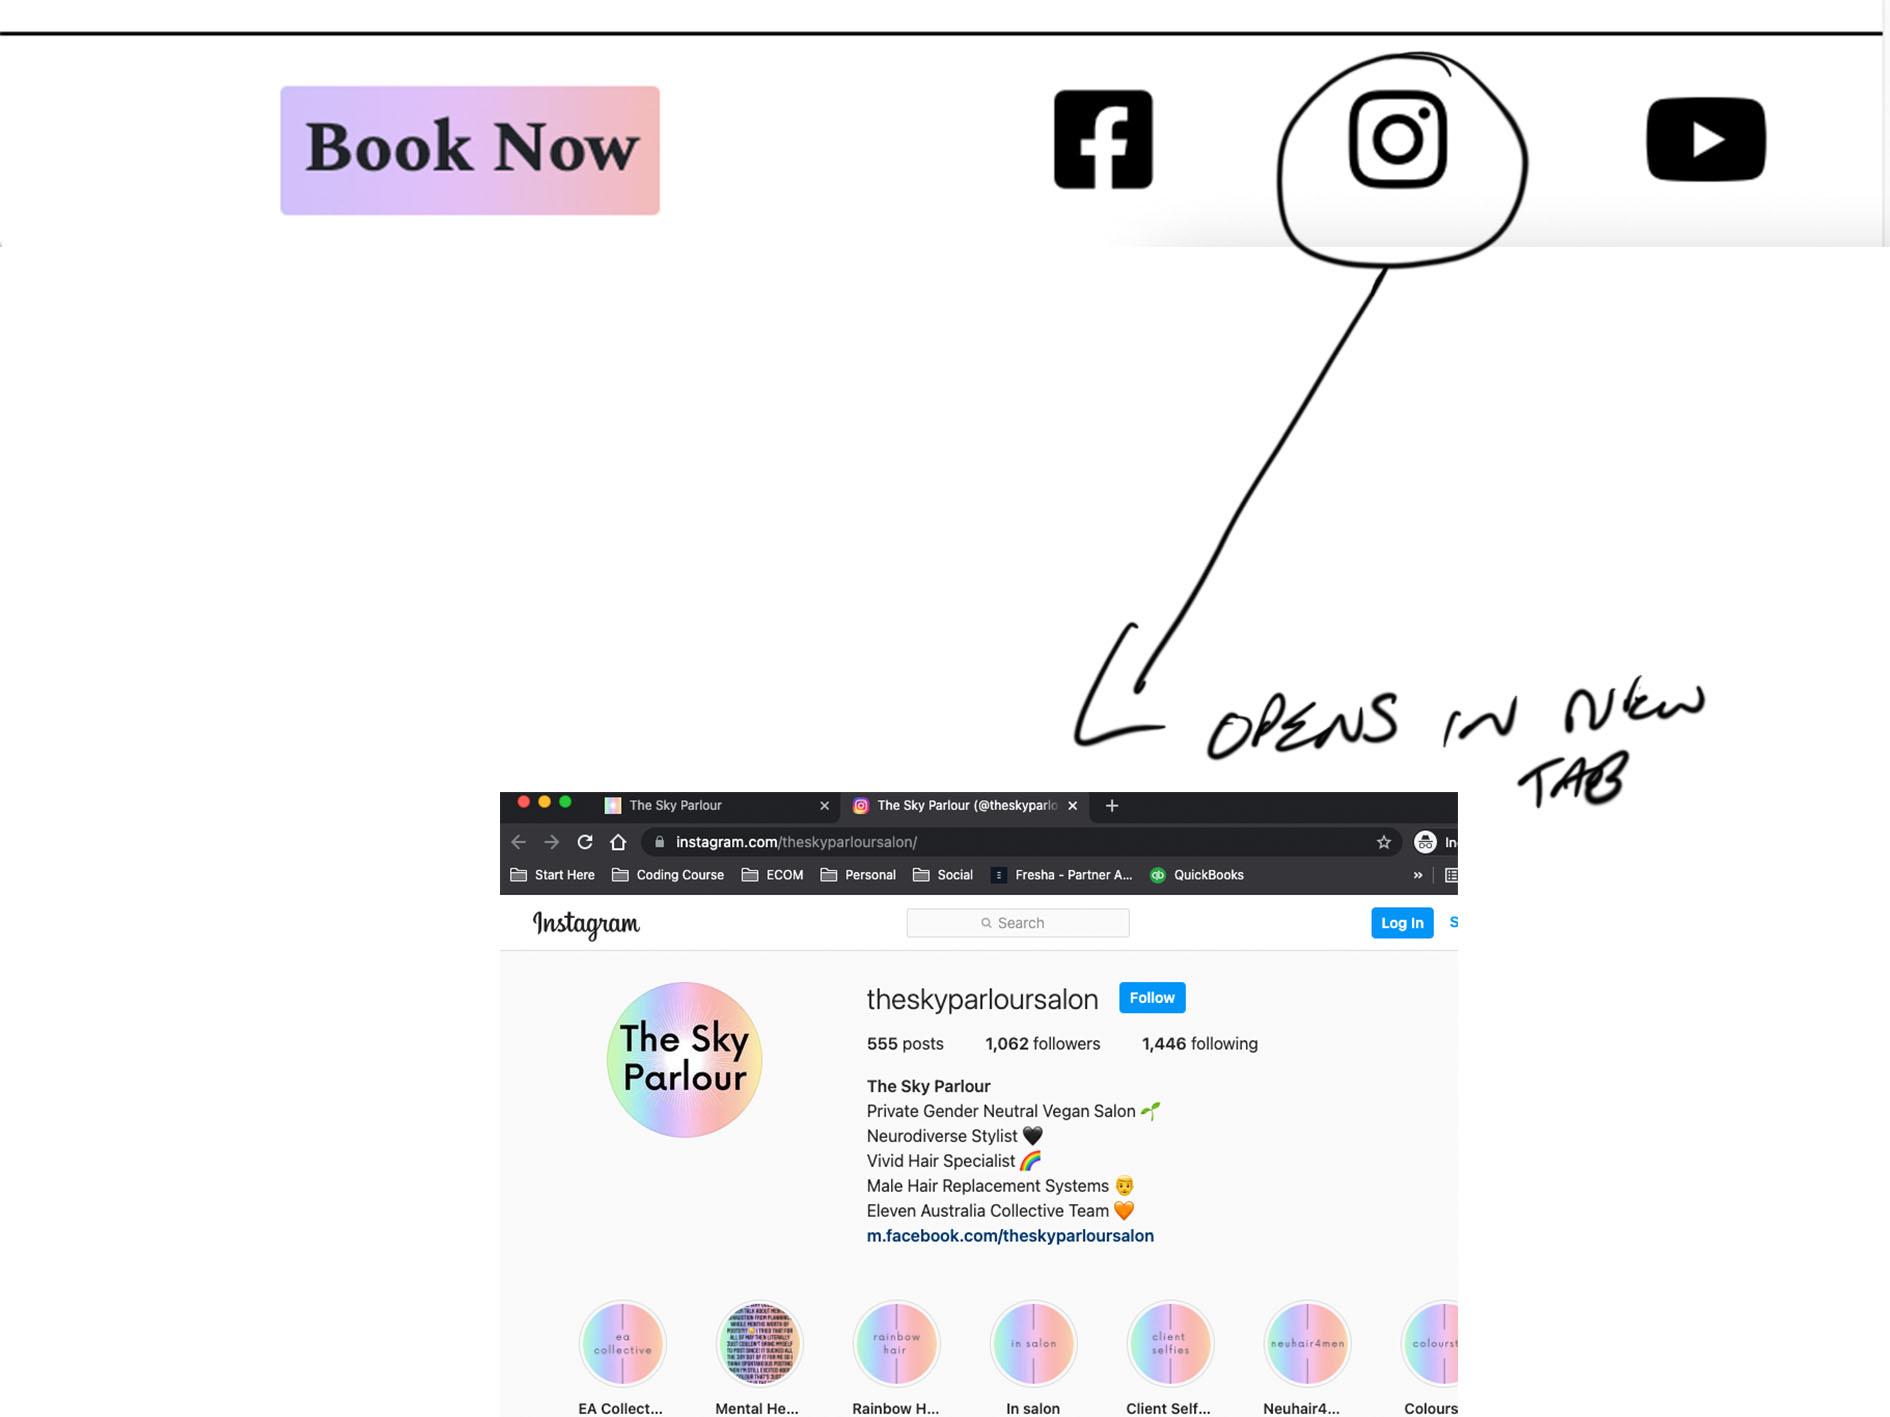 Book Now
OPENS IN NEW
TAB
The Sky Parlour
The Sky Parlour (@theskyparlo
instagram.com/theskyparloursalon/
In
Start Here Coding Course ECOM Personal Social Fresha - Partner A... QuickBooks »
Instagram
Search
Log In S
The Sky
Parlour
theskyparloursalon Follow
555 posts 1,062 followers 1,446 following
The Sky Parlour
Private Gender Neutral Vegan Salon 🌱
Neurodiverse Stylist 🖤
Vivid Hair Specialist 🌈
Male Hair Replacement Systems 👨
Eleven Australia Collective Team 🧡
m.facebook.com/theskyparloursalon
ea
collective
rainbow
hair
in salon
client
selfies
neuhair4men
colourst
EA Collect... Mental He... Rainbow H... In salon Client Self... Neuhair4... Colours